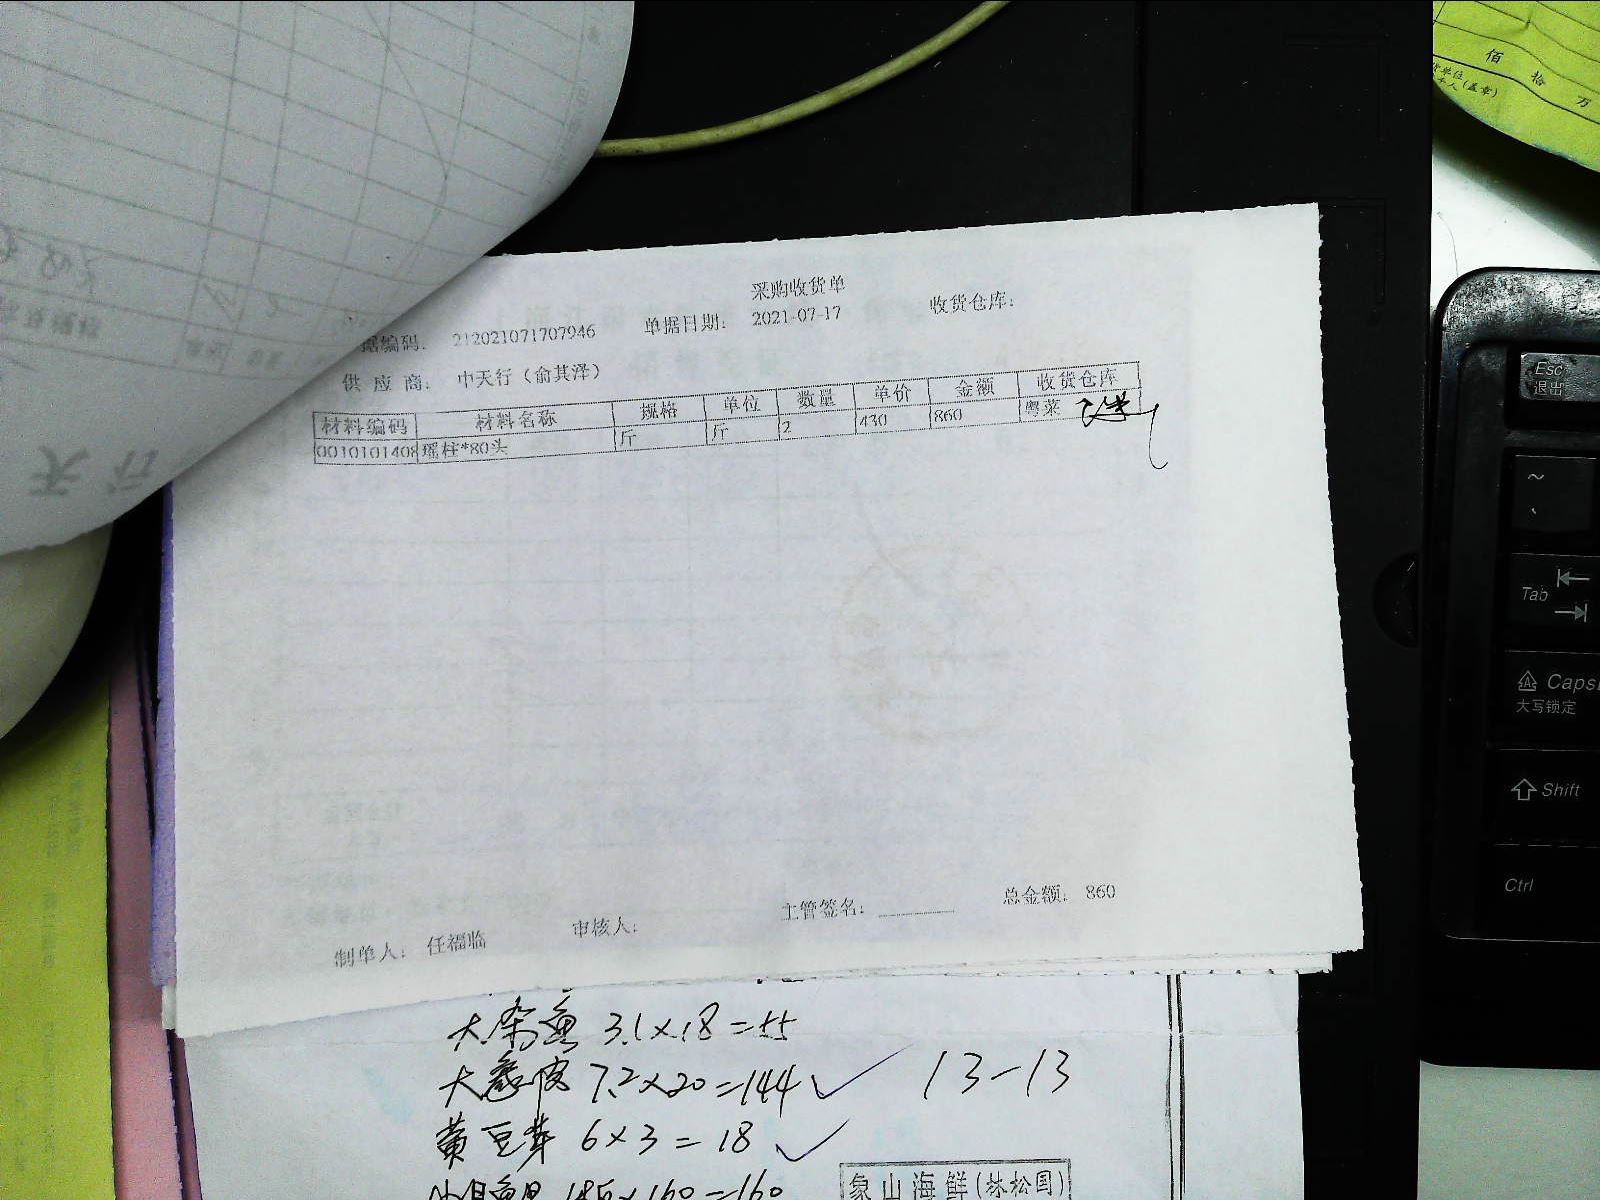 采购收货单
据编码: 212021071707946 单据日期: 2021-07-17 收货仓库:
供应商: 中天行（俞其泽）
材料编码 材料名称 规格 单位 数量 单价 金额 收货仓库
0010101408 瑶柱*80头 斤 斤 2 430 860 粤菜
制单人: 任福临 审核人: 主管签名: 总金额: 860
3.1×18=55
7.2×20=144
13-13
黄豆芽 6×3=18
象山海鲜(林松国)
佰 拾 万
(盖章)
Esc
退出
~
Tab
Caps
大写锁定
Shift
Ctrl